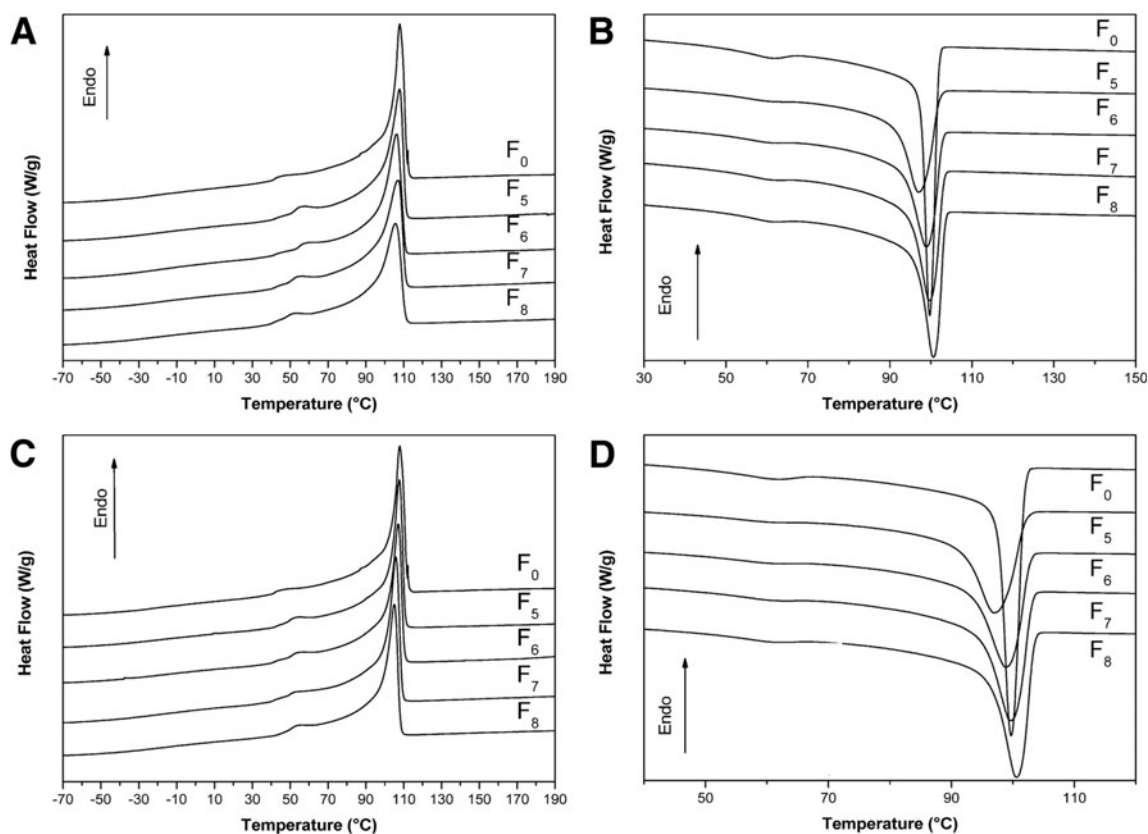 A
Endo
Heat Flow (W/g)
F0
F5
F6
F7
F8
-70 -50 -30 -10 10 30 50 70 90 110 130 150 170 190
Temperature (°C)
B
Endo
Heat Flow (W/g)
F0
F5
F6
F7
F8
30 50 70 90 110 130 150
Temperature (°C)
C
Endo
Heat Flow (W/g)
F0
F5
F6
F7
F8
-70 -50 -30 -10 10 30 50 70 90 110 130 150 170 190
Temperature (°C)
D
Endo
Heat Flow (W/g)
F0
F5
F6
F7
F8
50 70 90 110
Temperature (°C)